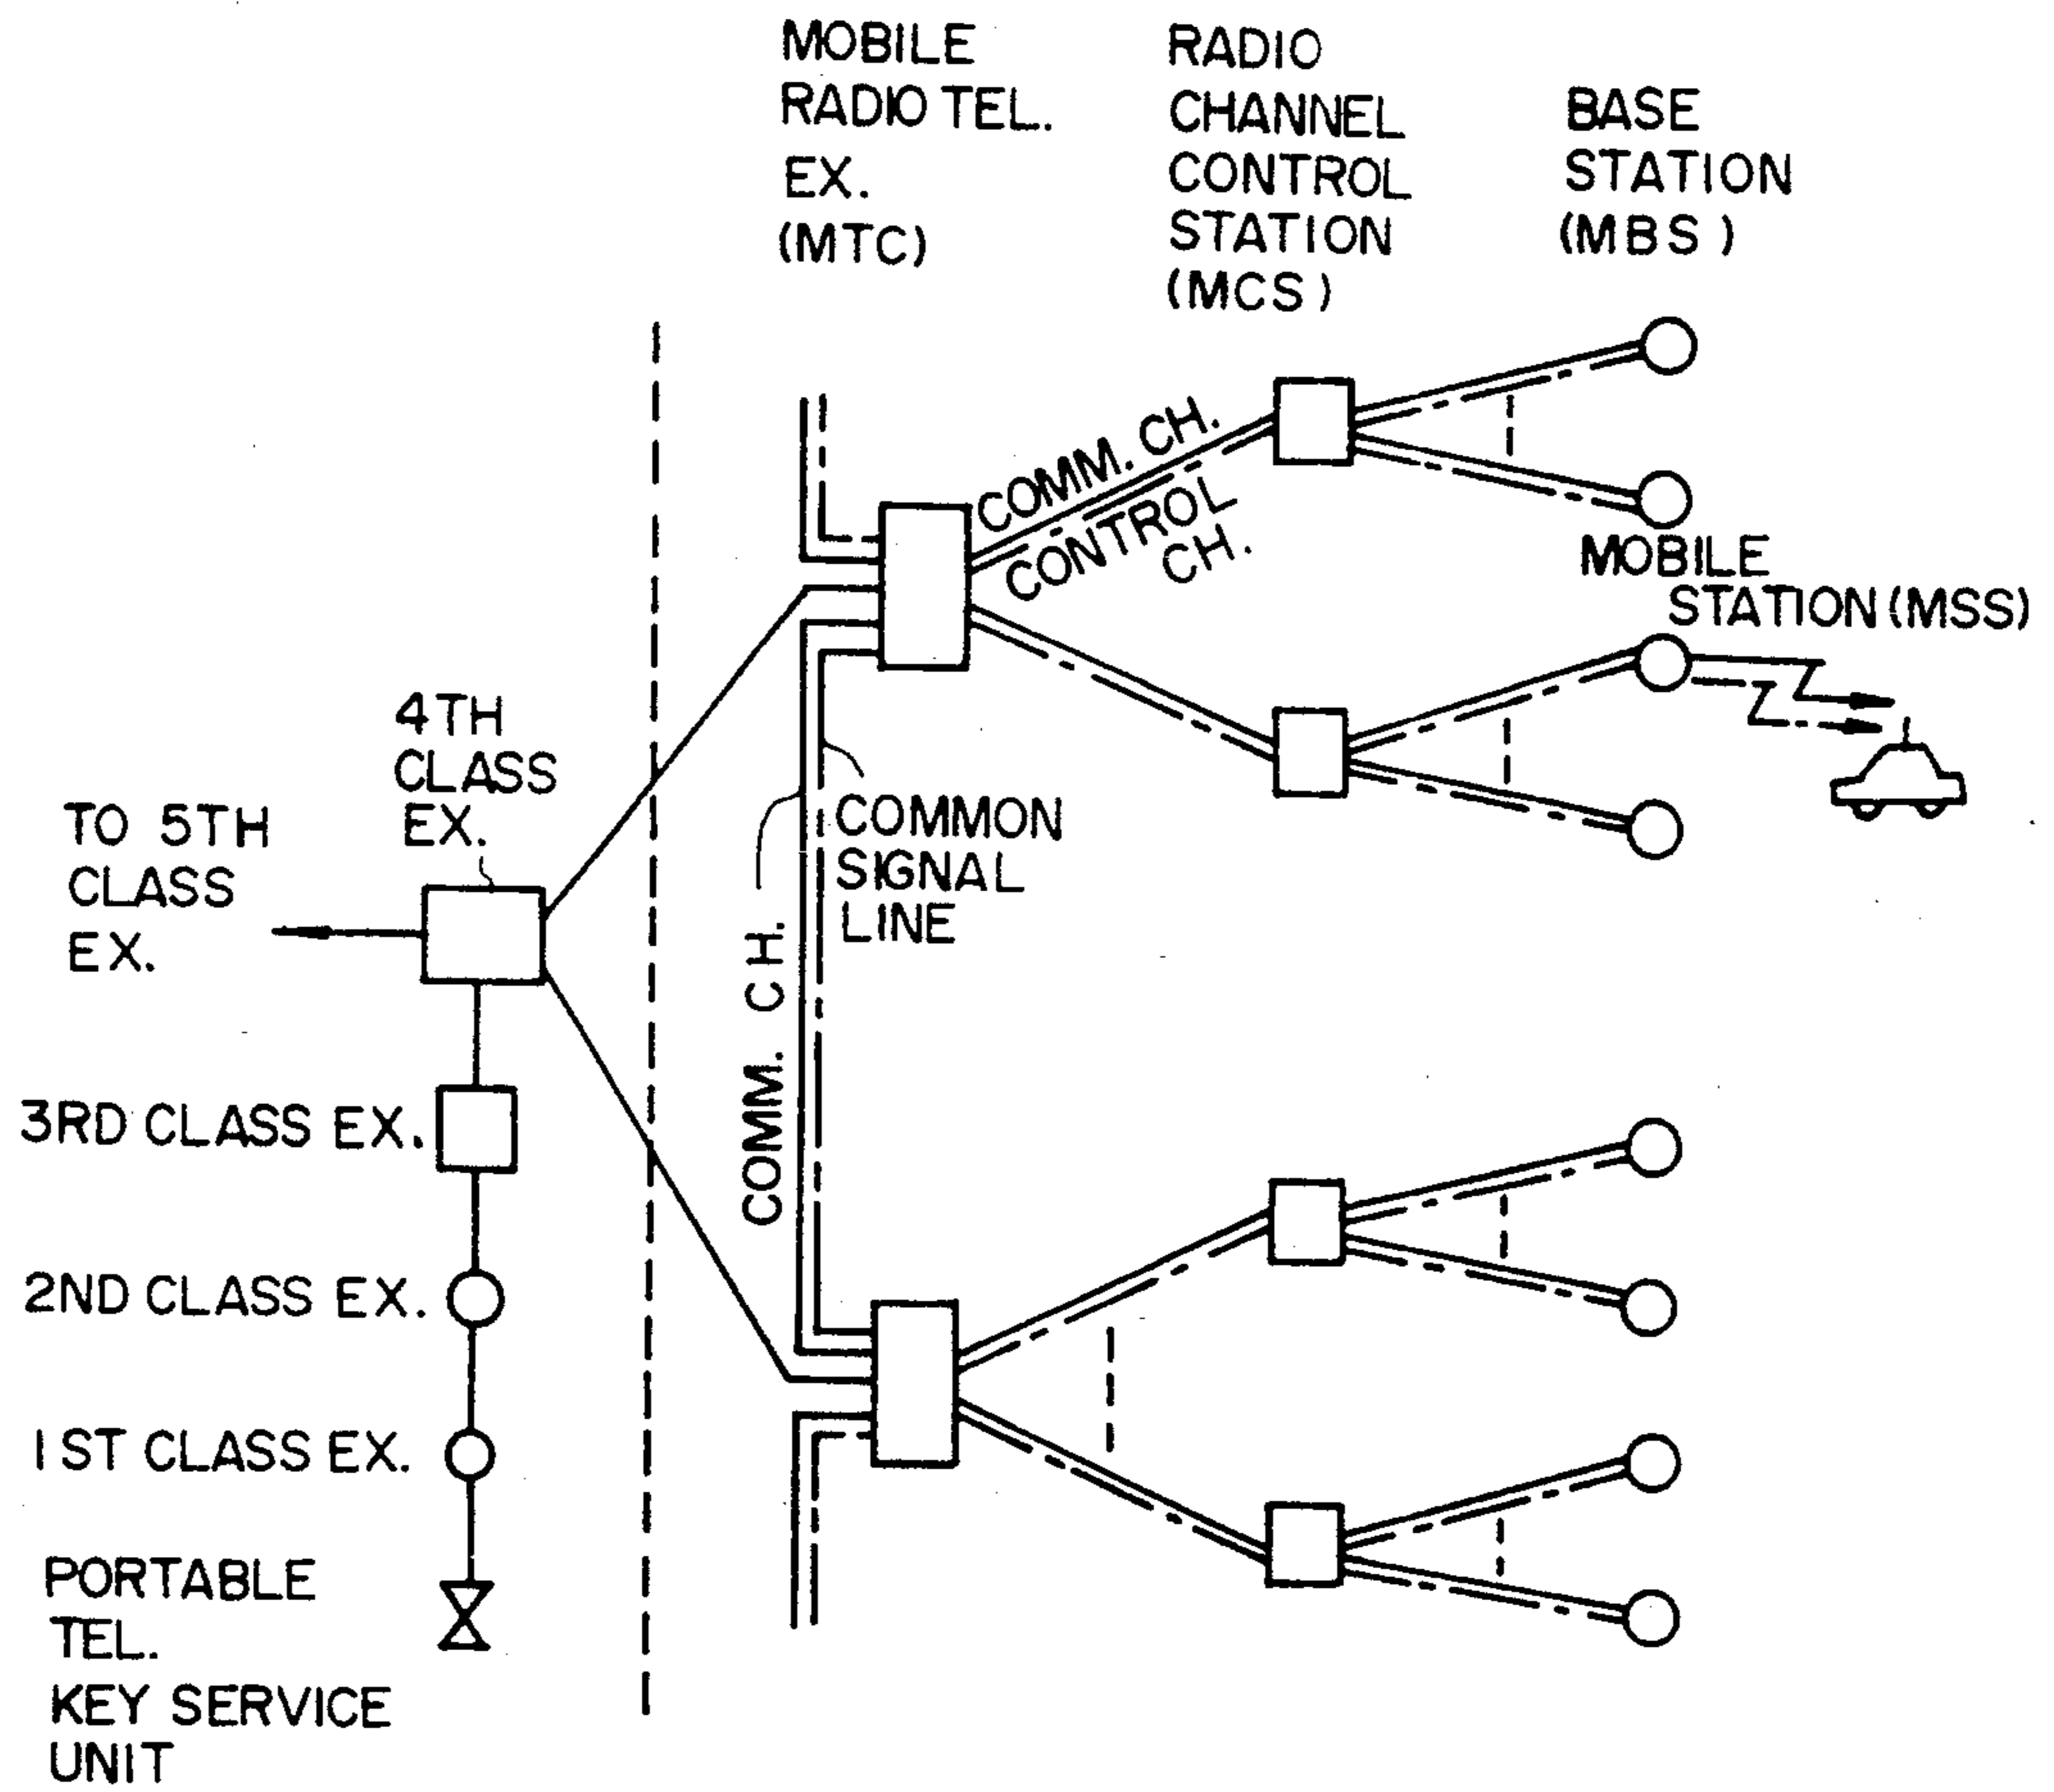 MOBILE
RADIO TEL.
EX.
(MTC)
RADIO
CHANNEL
CONTROL
STATION
(MCS)
BASE
STATION
(MBS)
COMM. CH.
CONTROL
CH.
MOBILE
STATION (MSS)
4TH
CLASS
EX.
TO 5TH
CLASS
EX.
COMMON
SIGNAL
LINE
COMM. CH.
3RD CLASS EX.
2ND CLASS EX.
1ST CLASS EX.
PORTABLE
TEL.
KEY SERVICE
UNIT